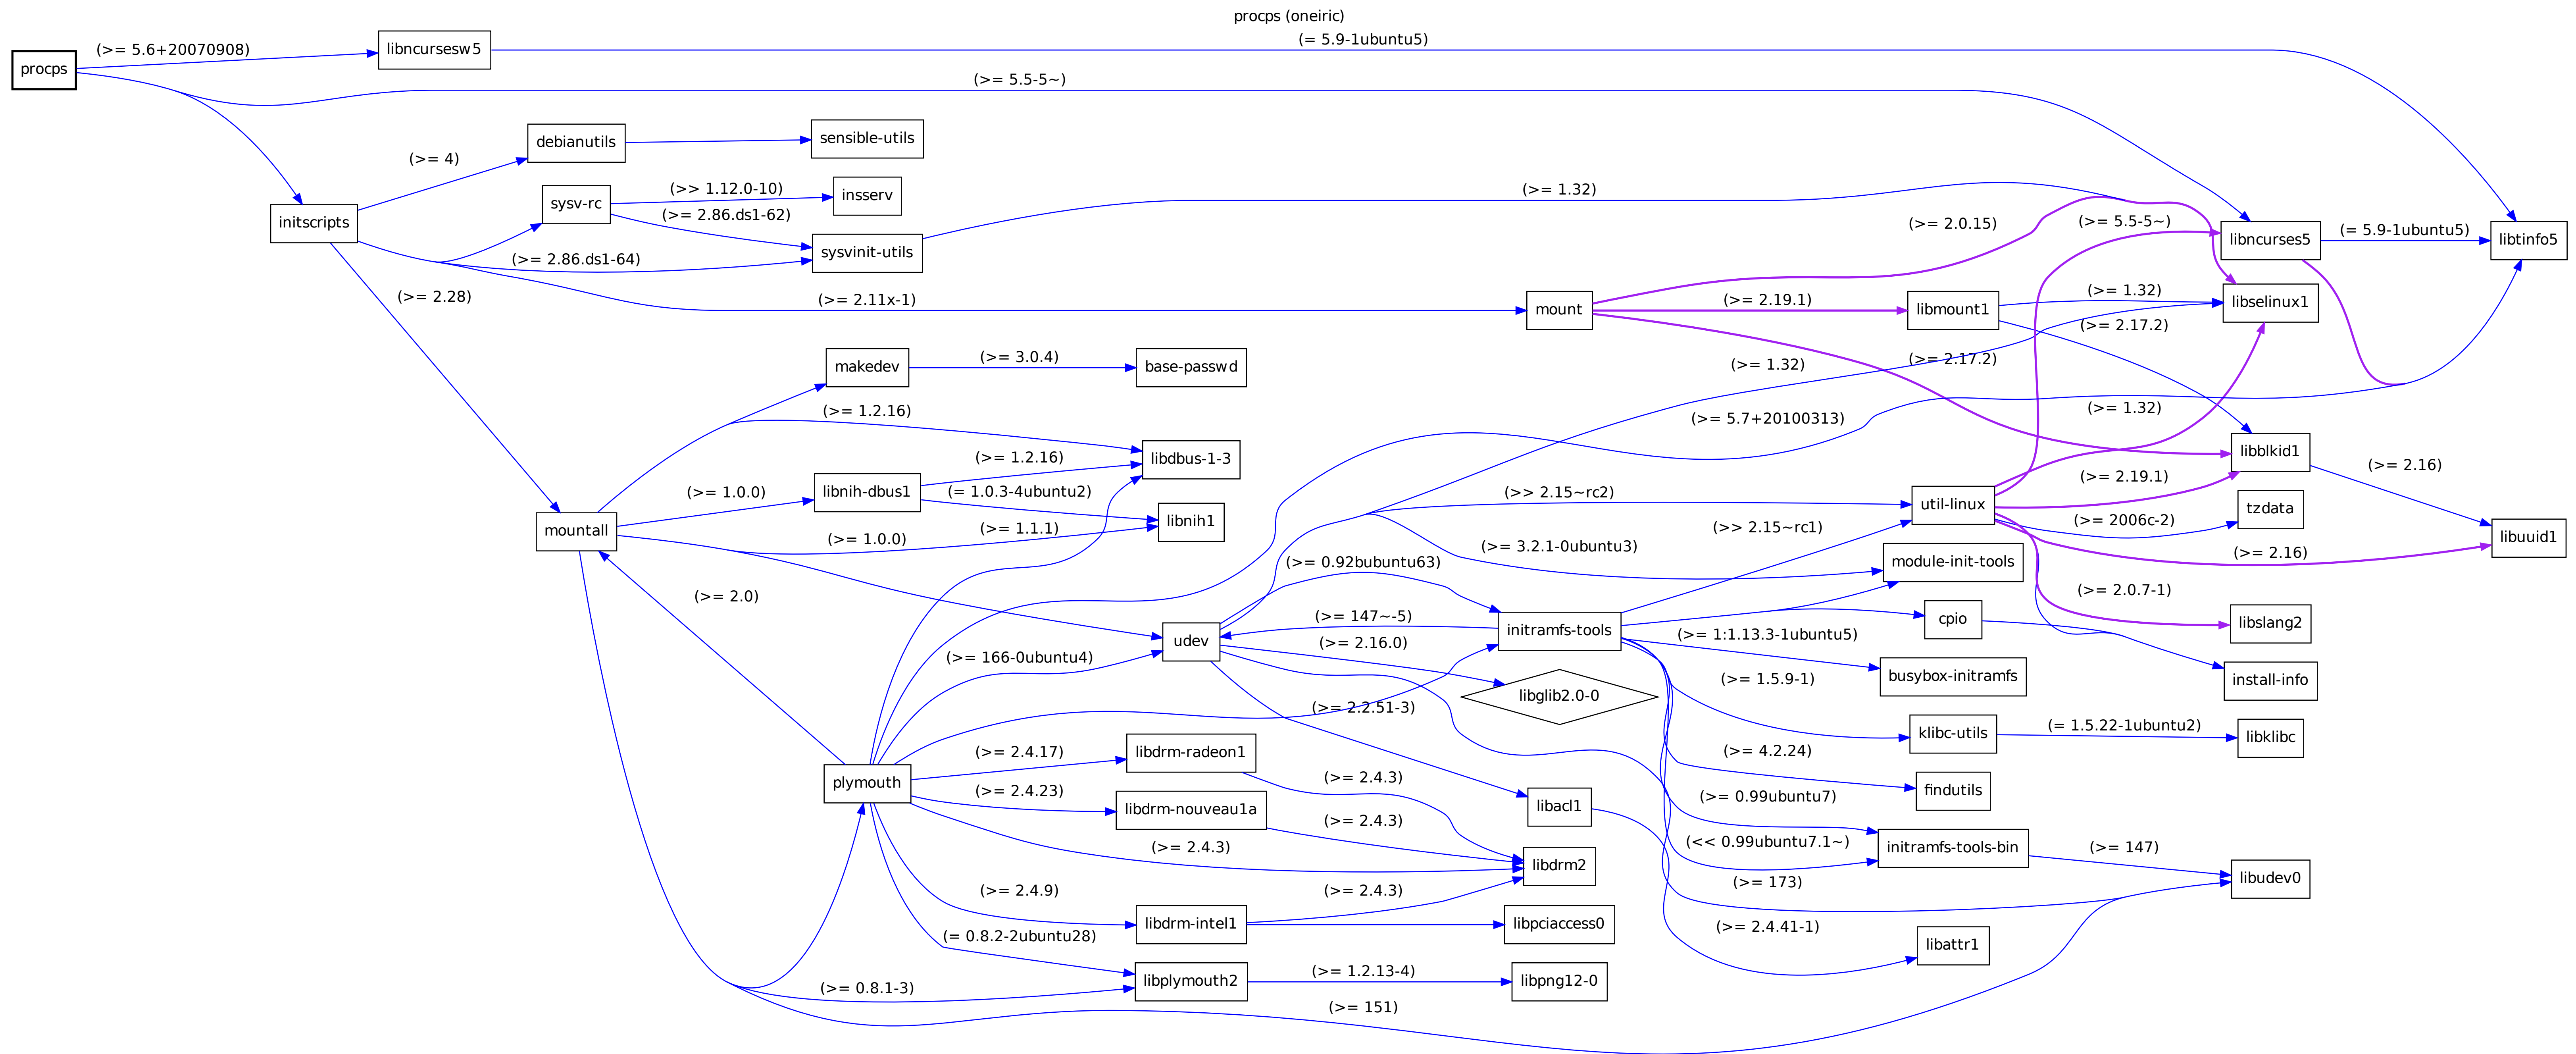 procps (oneiric)
procps
(>= 5.6+20070908)
libncursesw5
(= 5.9-1ubuntu5)
(>= 5.5-5~)
debianutils
sensible-utils
(>= 4)
sysv-rc
(>> 1.12.0-10)
insserv
(>= 2.86.ds1-62)
(>= 1.32)
initscripts
(>= 2.0.15)
(>= 5.5-5~)
libncurses5
(= 5.9-1ubuntu5)
libtinfo5
sysvinit-utils
(>= 2.86.ds1-64)
(>= 2.28)
(>= 2.11x-1)
mount
(>= 2.19.1)
libmount1
(>= 1.32)
libselinux1
(>= 2.17.2)
makedev
(>= 3.0.4)
base-passwd
(>= 1.32)
(>= 2.17.2)
(>= 1.2.16)
(>= 5.7+20100313)
(>= 1.32)
libdbus-1-3
(>= 1.2.16)
libblkid1
(>= 2.16)
(>= 1.0.0)
libnih-dbus1
(= 1.0.3-4ubuntu2)
(>> 2.15~rc2)
util-linux
(>= 2.19.1)
tzdata
(>= 2006c-2)
mountall
(>= 1.0.0)
(>= 1.1.1)
libnih1
(>> 2.15~rc1)
(>= 2.16)
libuuid1
(>= 3.2.1-0ubuntu3)
module-init-tools
(>= 0.92bubuntu63)
(>= 2.0)
(>= 2.0.7-1)
(>= 147~-5)
initramfs-tools
cpio
libslang2
udev
(>= 2.16.0)
(>= 1:1.13.3-1ubuntu5)
(>= 166-0ubuntu4)
busybox-initramfs
install-info
libglib2.0-0
(>= 1.5.9-1)
(>= 2.2.51-3)
klibc-utils
(= 1.5.22-1ubuntu2)
libklibc
(>= 2.4.17)
libdrm-radeon1
(>= 4.2.24)
plymouth
(>= 2.4.3)
findutils
(>= 2.4.23)
libdrm-nouveau1a
libacl1
(>= 0.99ubuntu7)
(>= 2.4.3)
(>= 2.4.3)
libdrm2
(<< 0.99ubuntu7.1~)
initramfs-tools-bin
(>= 147)
libudev0
(>= 173)
(>= 2.4.9)
(>= 2.4.3)
libdrm-intel1
libpciaccess0
(>= 2.4.41-1)
libattr1
(= 0.8.2-2ubuntu28)
libplymouth2
(>= 1.2.13-4)
libpng12-0
(>= 0.8.1-3)
(>= 151)